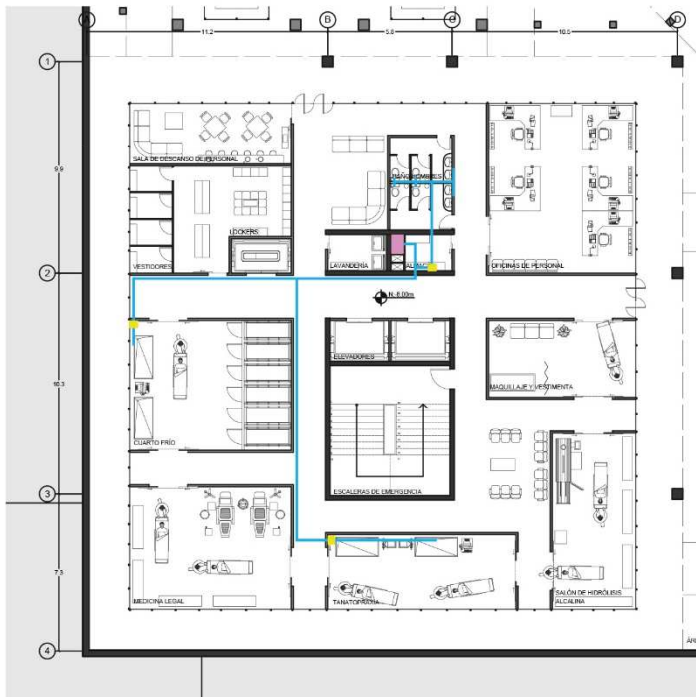 A
B
C
D
11.2
5.8
10.5
1
9.9
SALA DE DESCANSO DE PERSONAL
BAÑO HOMBRES
LOCKERS
VESTIDORES
LAVANDERÍA
OFICINAS DE PERSONAL
2
N:-8.00m
ELEVADORES
MAQUILLAJE Y VESTIMENTA
10.3
CUARTO FRÍO
3
ESCALERAS DE EMERGENCIA
7.5
SALÓN DE HIDRÓLISIS
ALCALINA
MEDICINA LEGAL
TANATOPRAXIA
4